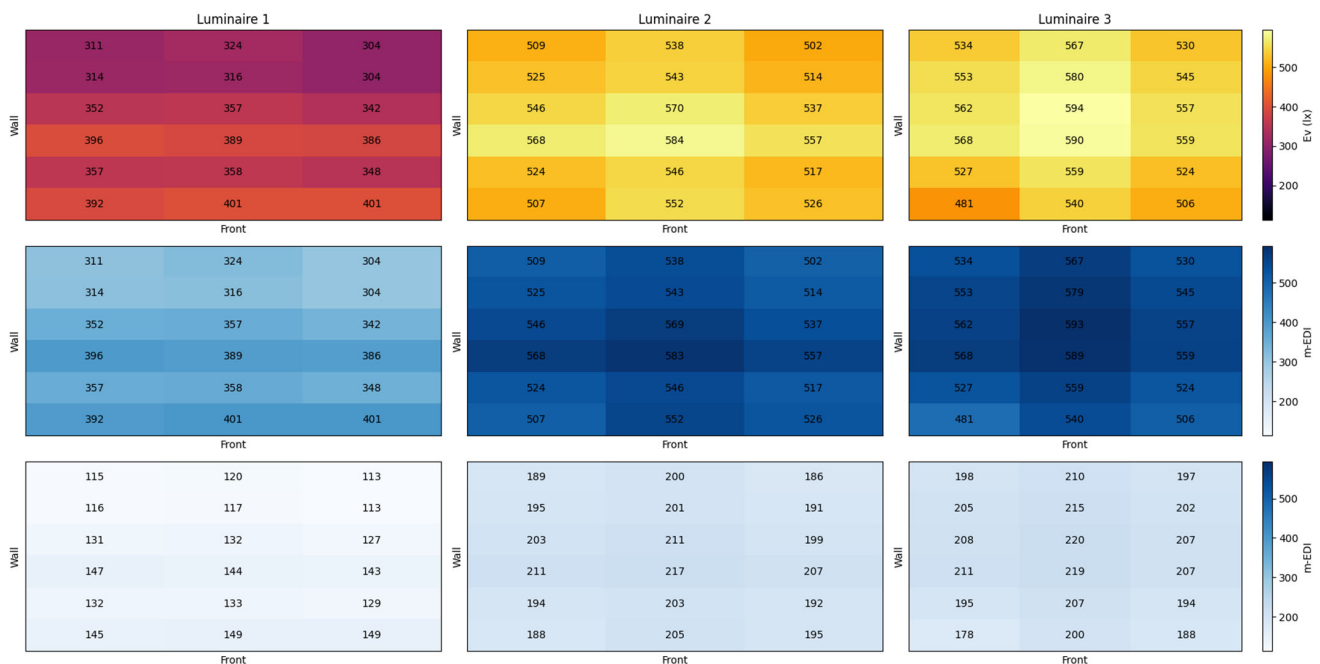 Luminaire 1 Luminaire 2 Luminaire 3
311 324 304 509 538 502 534 567 530
314 316 304 525 543 514 553 580 545 500
352 357 342 546 570 537 562 594 557
Wall Wall Wall 400 Ev (lx)
396 389 386 568 584 557 568 590 559 300
357 358 348 524 546 517 527 559 524
200
392 401 401 507 552 526 481 540 506
Front Front Front
311 324 304 509 538 502 534 567 530
314 316 304 525 543 514 553 579 545 500
352 357 342 546 569 537 562 593 557
Wall Wall Wall 400 m-EDI
396 389 386 568 583 557 568 589 559 300
357 358 348 524 546 517 527 559 524
200
392 401 401 507 552 526 481 540 506
Front Front Front
115 120 113 189 200 186 198 210 197
116 117 113 195 201 191 205 215 202 500
131 132 127 203 211 199 208 220 207
Wall Wall Wall 400 m-EDI
147 144 143 211 217 207 211 219 207 300
132 133 129 194 203 192 195 207 194
200
145 149 149 188 205 195 178 200 188
Front Front Front